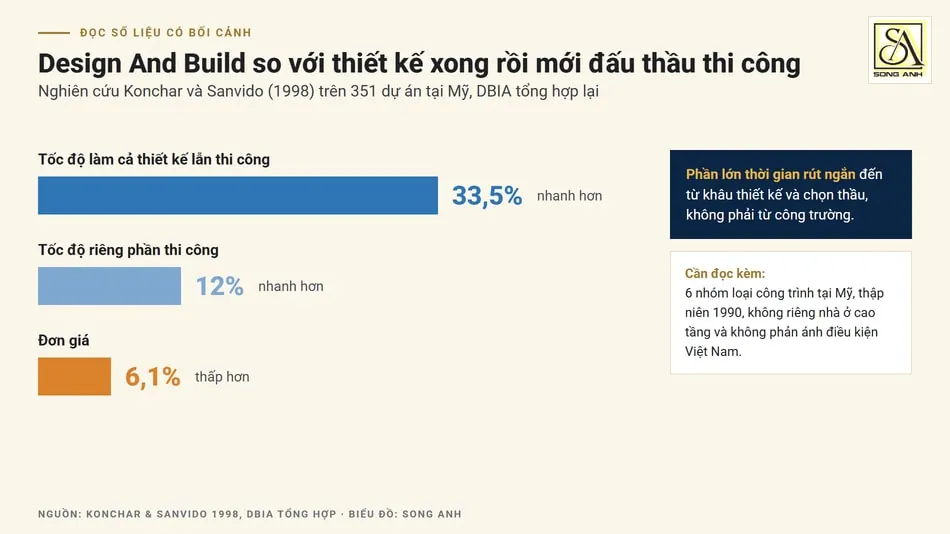 ĐỌC SỐ LIỆU CÓ BỐI CẢNH
Design And Build so với thiết kế xong rồi mới đấu thầu thi công
Nghiên cứu Konchar và Sanvido (1998) trên 351 dự án tại Mỹ, DBIA tổng hợp lại
SA
SONG ANH
Tốc độ làm cả thiết kế lẫn thi công
33,5% nhanh hơn
Tốc độ riêng phần thi công
12% nhanh hơn
Đơn giá
6,1% thấp hơn
Phần lớn thời gian rút ngắn đến
từ khâu thiết kế và chọn thầu,
không phải từ công trường.
Cần đọc kèm:
6 nhóm loại công trình tại Mỹ, thập
niên 1990, không riêng nhà ở cao
tầng và không phản ánh điều kiện
Việt Nam.
NGUỒN: KONCHAR & SANVIDO 1998, DBIA TỔNG HỢP · BIỂU ĐỒ: SONG ANH